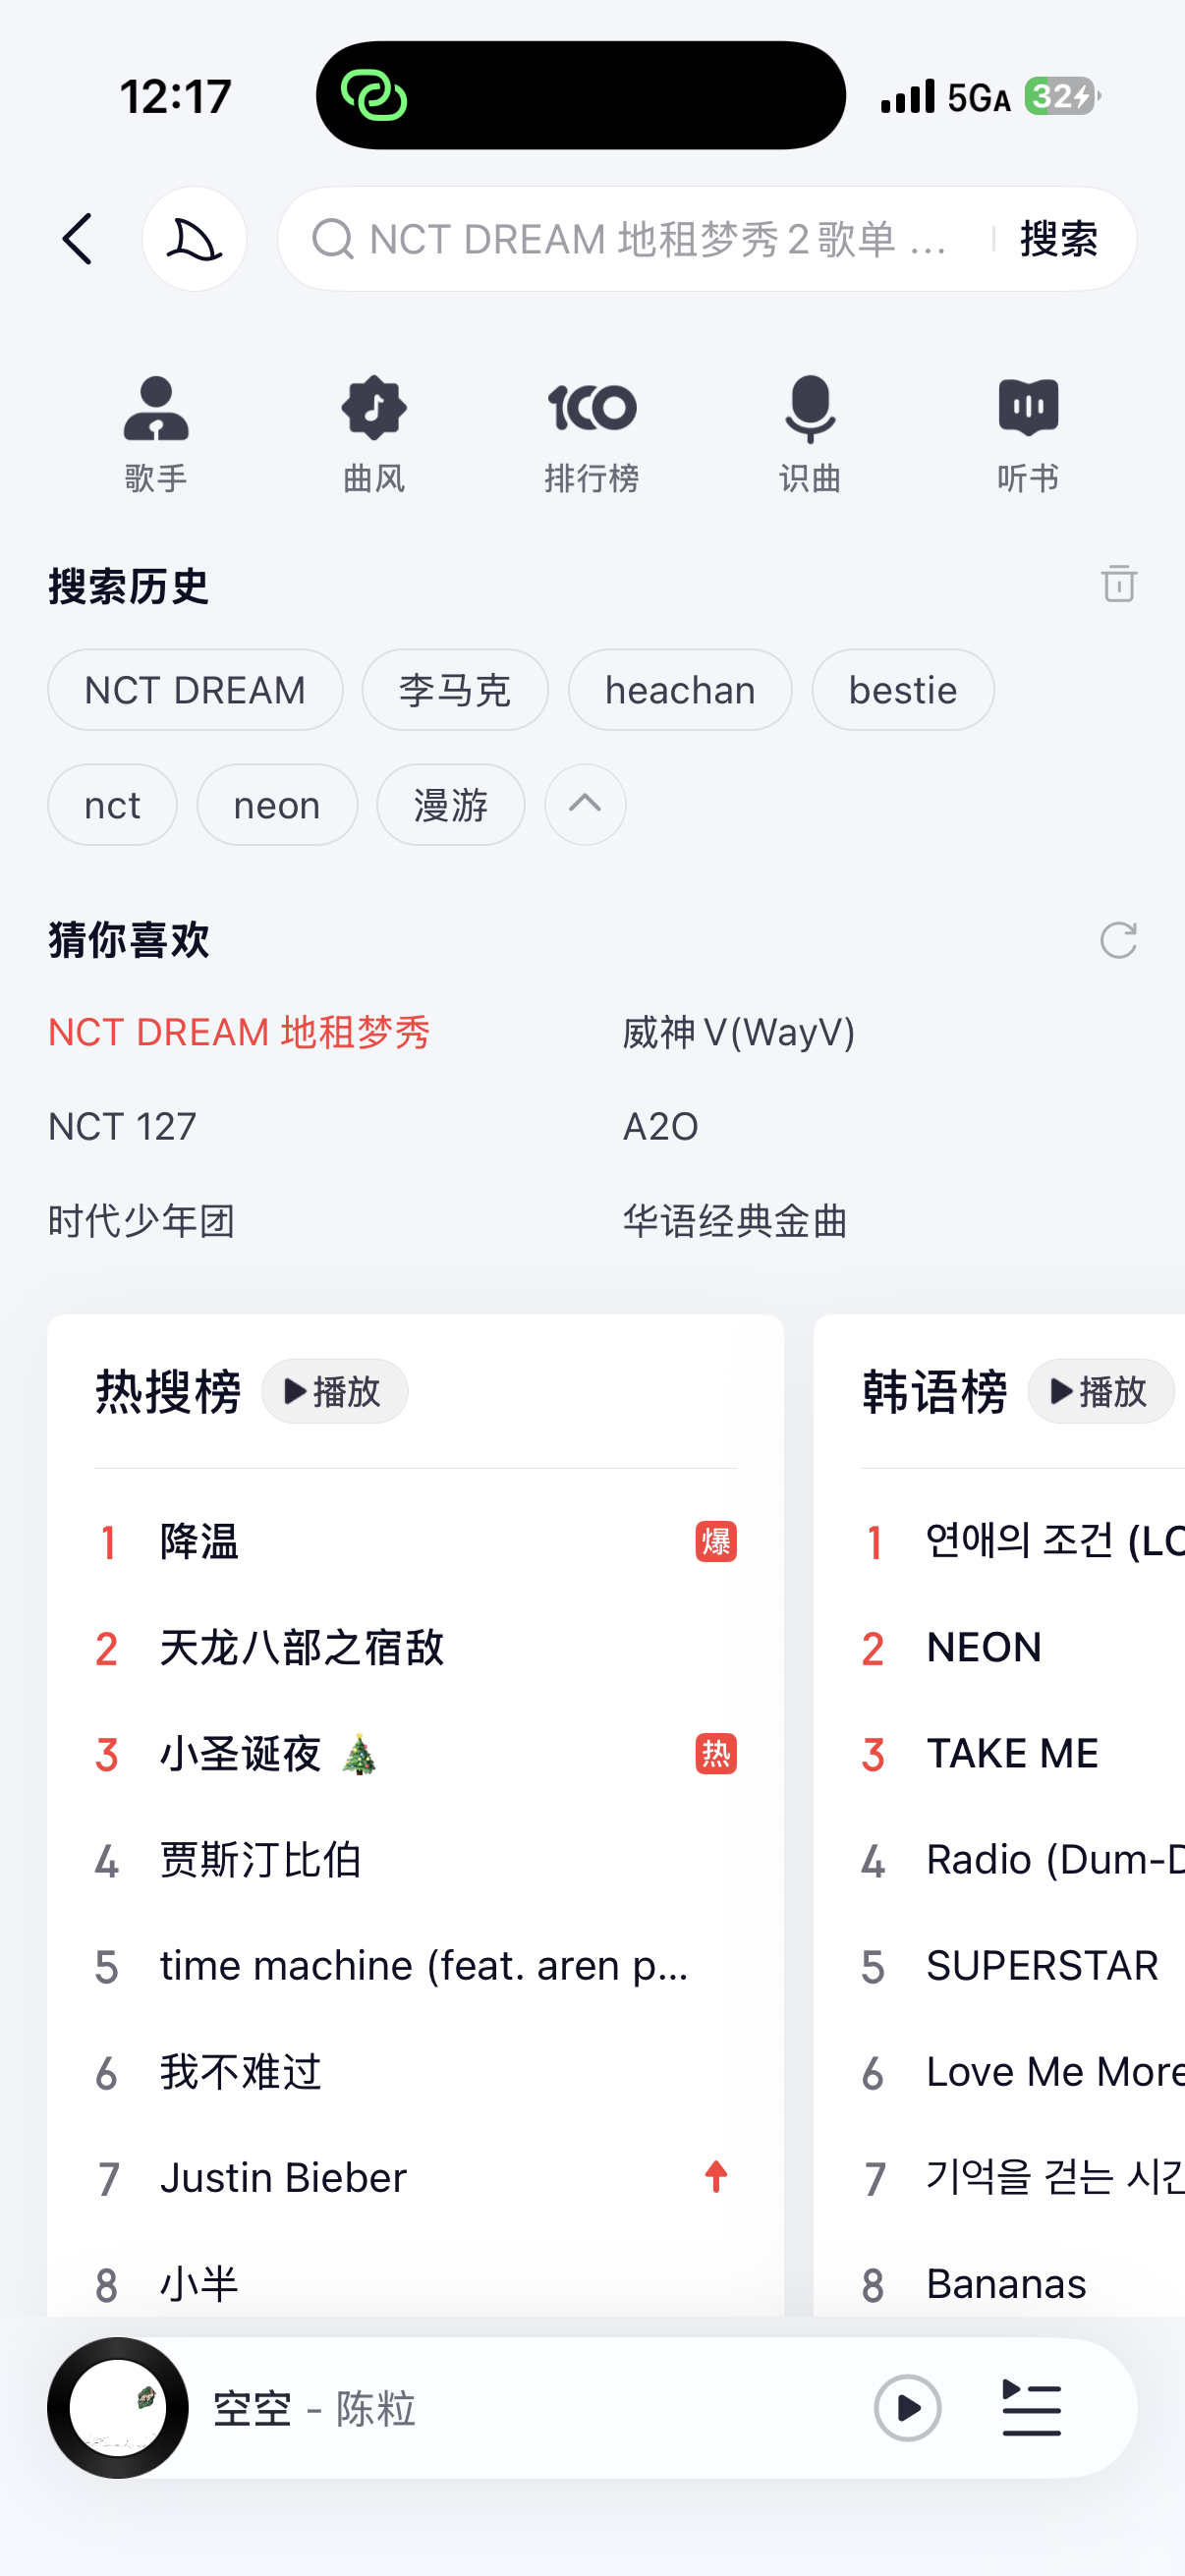 12:17 5GA 32
NCT DREAM 地租梦秀2歌单 ... 搜索
歌手 曲风 排行榜 识曲 听书
搜索历史
NCT DREAM 李马克 heachan bestie
nct neon 漫游
猜你喜欢
NCT DREAM 地租梦秀 威神V(WayV)
NCT 127 A2O
时代少年团 华语经典金曲
热搜榜 播放
1 降温 爆
2 天龙八部之宿敌
3 小圣诞夜 🎄 热
4 贾斯汀比伯
5 time machine (feat. aren p...
6 我不难过
7 Justin Bieber
8 小半
韩语榜 播放
1 연애의 조건 (LO
2 NEON
3 TAKE ME
4 Radio (Dum-D
5 SUPERSTAR
6 Love Me More
7 기억을 걷는 시간
8 Bananas
空空 - 陈粒